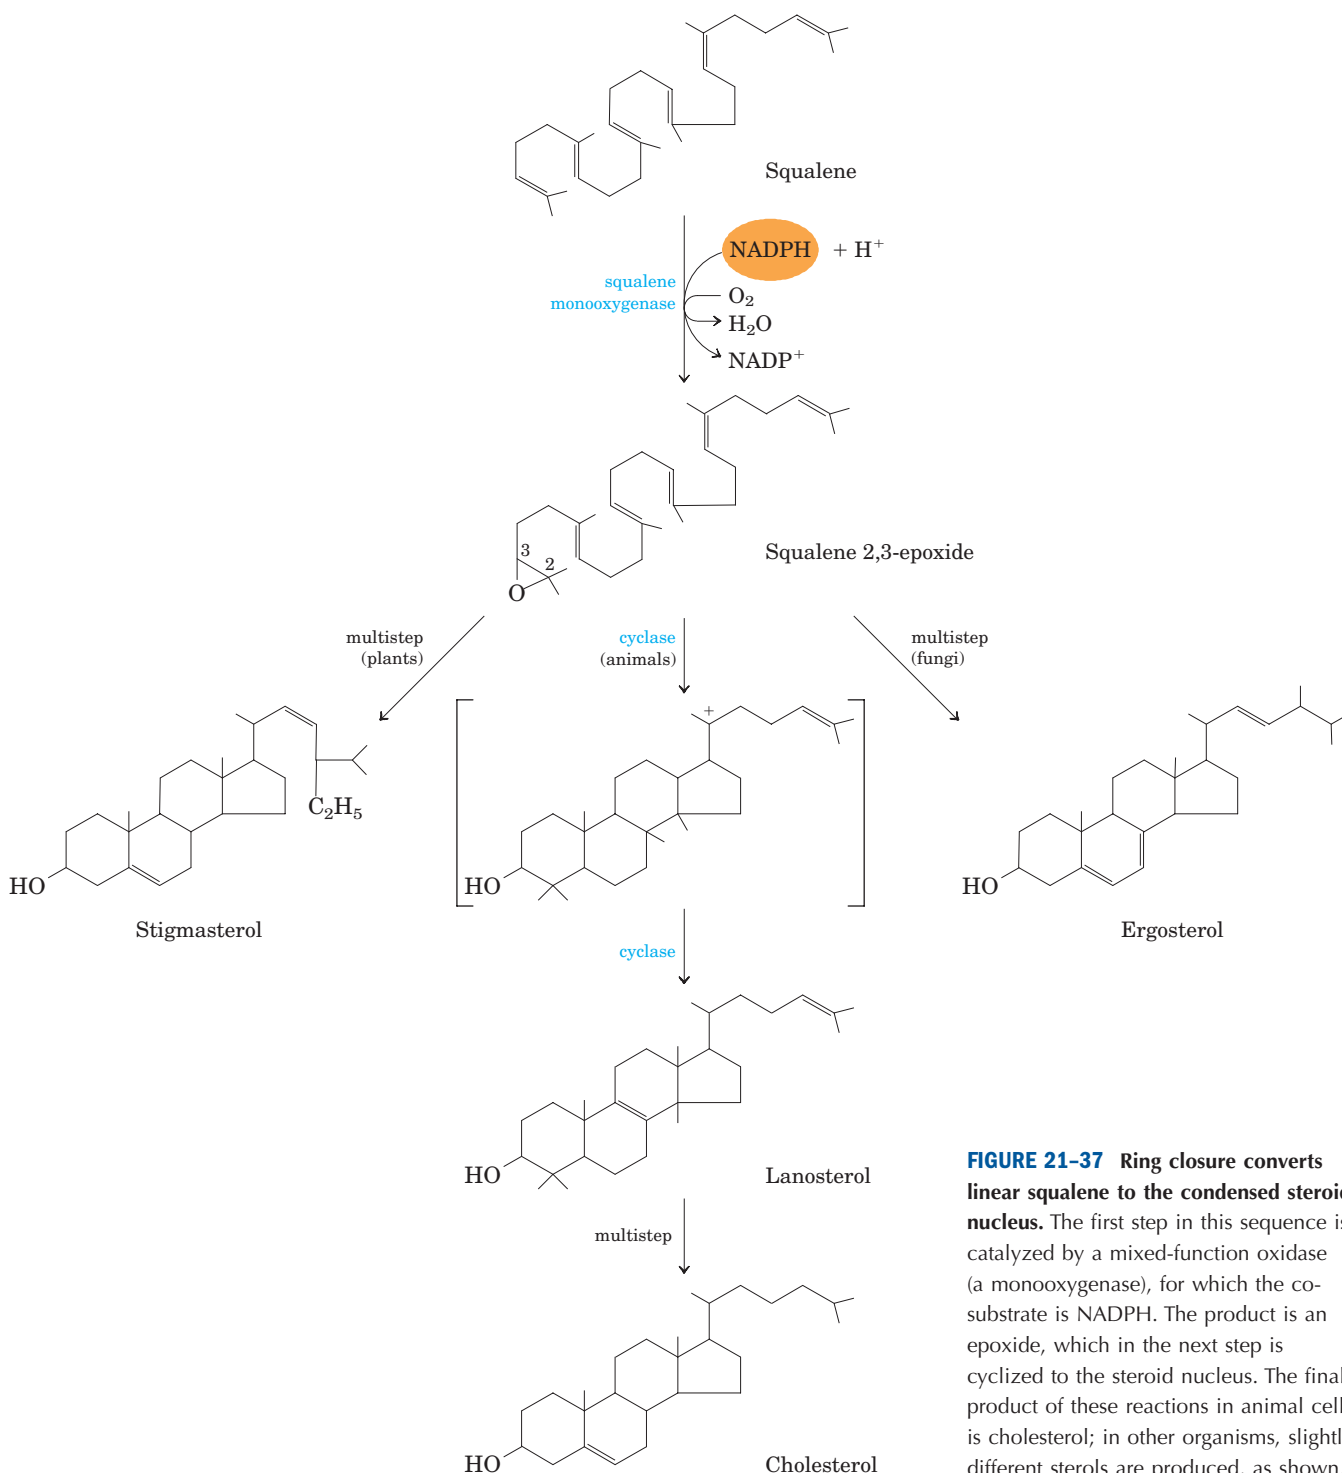 Squalene
NADPH + H+
squalene
monooxygenase
O2
H2O
NADP+
3
2
O
Squalene 2,3-epoxide
multistep
(plants)
cyclase
(animals)
multistep
(fungi)
+
C2H5
HO
HO
HO
Stigmasterol
Ergosterol
cyclase
HO
Lanosterol
multistep
HO
Cholesterol
FIGURE 21–37 Ring closure converts
linear squalene to the condensed steroid
nucleus. The first step in this sequence is
catalyzed by a mixed-function oxidase
(a monooxygenase), for which the co-
substrate is NADPH. The product is an
epoxide, which in the next step is
cyclized to the steroid nucleus. The final
product of these reactions in animal cell
is cholesterol; in other organisms, slightl
different sterols are produced, as shown